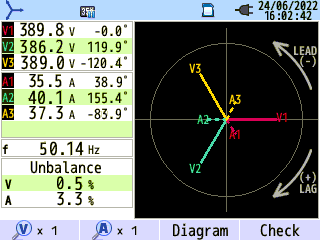 24/06/2022
16:02:42
V1 389.8 V -0.0°
V2 386.2 V 119.9°
V3 389.0 V -120.4°
A1 35.5 A 38.9°
A2 40.1 A 155.4°
A3 37.3 A -83.9°
f 50.14 Hz
Unbalance
V 0.5 %
A 3.3 %
LEAD
(-)
V3
A3
A2
V1
A1
V2
(+)
LAG
V x 1
A x 1
Diagram
Check